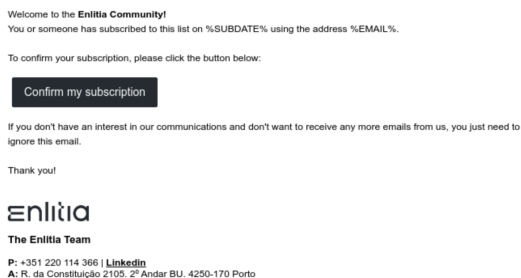 Welcome to the Enlitia Community!
You or someone has subscribed to this list on %SUBDATE% using the address %EMAIL%.
To confirm your subscription, please click the button below:
Confirm my subscription
If you don't have an interest in our communications and don't want to receive any more emails from us, you just need to
ignore this email.
Thank you!
enlitia
The Enlitia Team
P: +351 220 114 366 | Linkedin
A: R. da Constituição 2105. 2º Andar BU. 4250-170 Porto